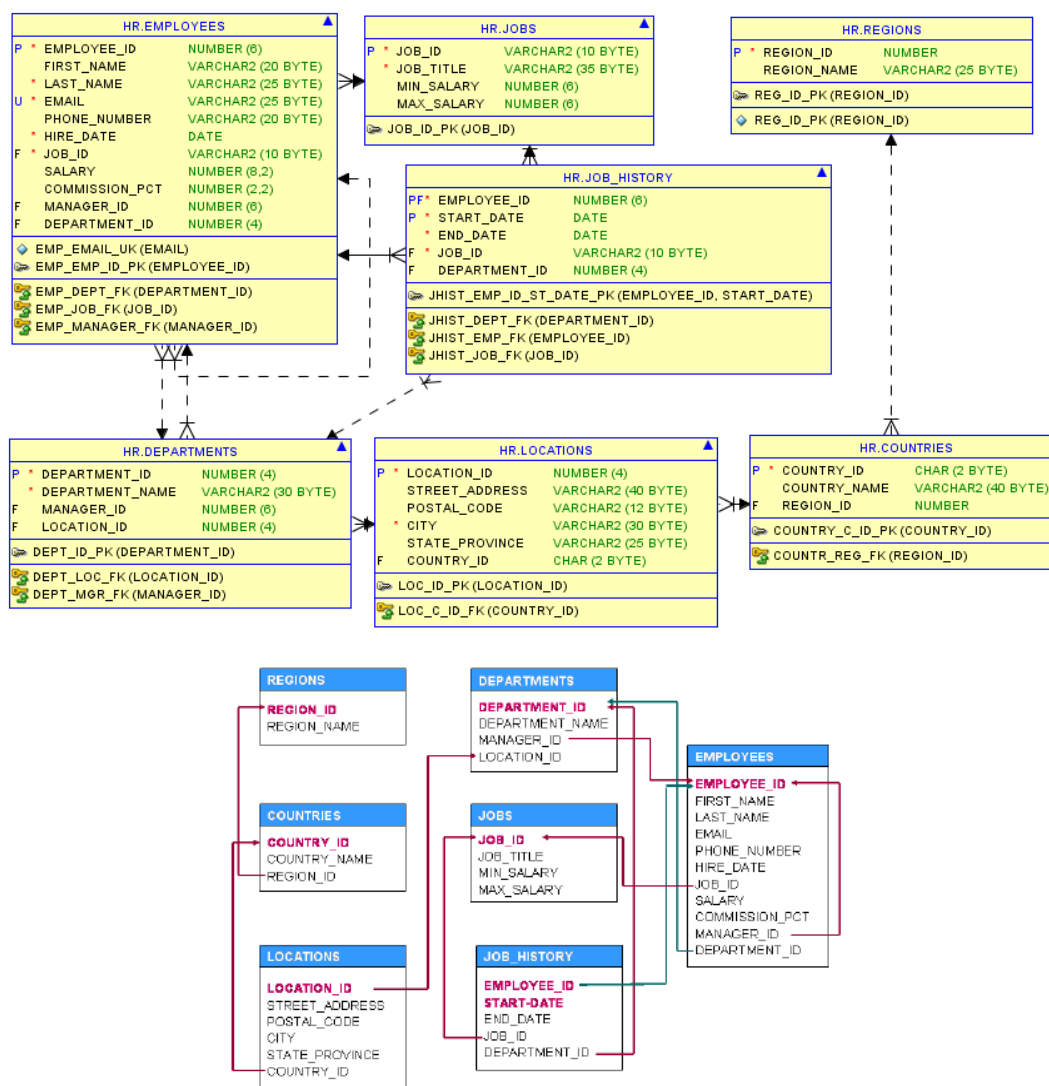 HR.EMPLOYEES
P * EMPLOYEE_ID NUMBER (6)
FIRST_NAME VARCHAR2 (20 BYTE)
* LAST_NAME VARCHAR2 (25 BYTE)
U * EMAIL VARCHAR2 (25 BYTE)
PHONE_NUMBER VARCHAR2 (20 BYTE)
* HIRE_DATE DATE
F * JOB_ID VARCHAR2 (10 BYTE)
SALARY NUMBER (8,2)
COMMISSION_PCT NUMBER (2,2)
F MANAGER_ID NUMBER (6)
F DEPARTMENT_ID NUMBER (4)
EMP_EMAIL_UK (EMAIL)
EMP_EMP_ID_PK (EMPLOYEE_ID)
EMP_DEPT_FK (DEPARTMENT_ID)
EMP_JOB_FK (JOB_ID)
EMP_MANAGER_FK (MANAGER_ID)
HR.JOBS
P * JOB_ID VARCHAR2 (10 BYTE)
* JOB_TITLE VARCHAR2 (35 BYTE)
MIN_SALARY NUMBER (6)
MAX_SALARY NUMBER (6)
JOB_ID_PK (JOB_ID)
HR.REGIONS
P * REGION_ID NUMBER
REGION_NAME VARCHAR2 (25 BYTE)
REG_ID_PK (REGION_ID)
REG_ID_PK (REGION_ID)
HR.JOB_HISTORY
PF* EMPLOYEE_ID NUMBER (6)
P * START_DATE DATE
* END_DATE DATE
F * JOB_ID VARCHAR2 (10 BYTE)
F DEPARTMENT_ID NUMBER (4)
JHIST_EMP_ID_ST_DATE_PK (EMPLOYEE_ID, START_DATE)
JHIST_DEPT_FK (DEPARTMENT_ID)
JHIST_EMP_FK (EMPLOYEE_ID)
JHIST_JOB_FK (JOB_ID)
HR.DEPARTMENTS
P * DEPARTMENT_ID NUMBER (4)
* DEPARTMENT_NAME VARCHAR2 (30 BYTE)
F MANAGER_ID NUMBER (6)
F LOCATION_ID NUMBER (4)
DEPT_ID_PK (DEPARTMENT_ID)
DEPT_LOC_FK (LOCATION_ID)
DEPT_MGR_FK (MANAGER_ID)
HR.LOCATIONS
P * LOCATION_ID NUMBER (4)
STREET_ADDRESS VARCHAR2 (40 BYTE)
POSTAL_CODE VARCHAR2 (12 BYTE)
* CITY VARCHAR2 (30 BYTE)
STATE_PROVINCE VARCHAR2 (25 BYTE)
F COUNTRY_ID CHAR (2 BYTE)
LOC_ID_PK (LOCATION_ID)
LOC_C_ID_FK (COUNTRY_ID)
HR.COUNTRIES
P * COUNTRY_ID CHAR (2 BYTE)
COUNTRY_NAME VARCHAR2 (40 BYTE)
F REGION_ID NUMBER
COUNTRY_C_ID_PK (COUNTRY_ID)
COUNTR_REG_FK (REGION_ID)
REGIONS
REGION_ID
REGION_NAME
DEPARTMENTS
DEPARTMENT_ID
DEPARTMENT_NAME
MANAGER_ID
LOCATION_ID
EMPLOYEES
EMPLOYEE_ID
FIRST_NAME
LAST_NAME
EMAIL
PHONE_NUMBER
HIRE_DATE
JOB_ID
SALARY
COMMISSION_PCT
MANAGER_ID
DEPARTMENT_ID
COUNTRIES
COUNTRY_ID
COUNTRY_NAME
REGION_ID
JOBS
JOB_ID
JOB_TITLE
MIN_SALARY
MAX_SALARY
LOCATIONS
LOCATION_ID
STREET_ADDRESS
POSTAL_CODE
CITY
STATE_PROVINCE
COUNTRY_ID
JOB_HISTORY
EMPLOYEE_ID
START-DATE
END_DATE
JOB_ID
DEPARTMENT_ID